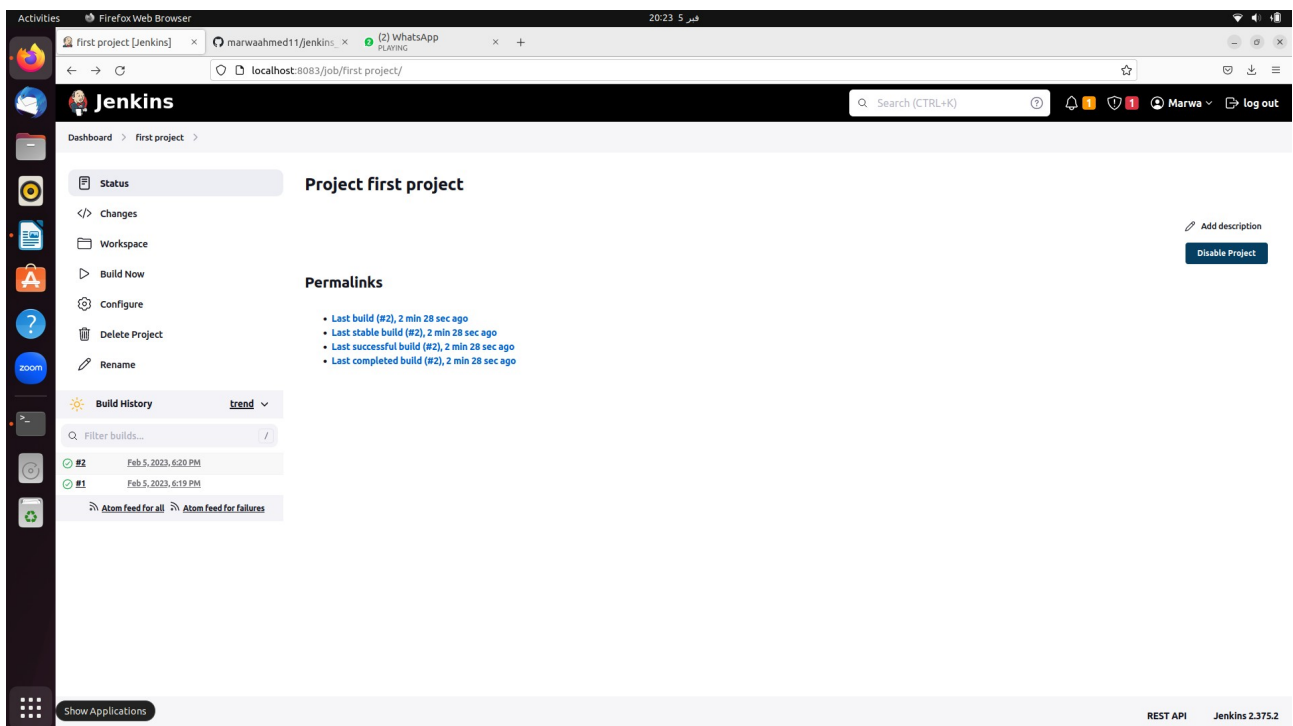 Activities Firefox Web Browser 20:23 5 فبر
first project [Jenkins] marwaahmed11/jenkins_ (2) WhatsApp
PLAYING
localhost:8083/job/first project/
Jenkins Search (CTRL+K) 1 1 Marwa log out
Dashboard first project
Status
Changes
Workspace
Build Now
Configure
Delete Project
Rename
Build History trend
Filter builds... /
#2 Feb 5, 2023, 6:20 PM
#1 Feb 5, 2023, 6:19 PM
Atom feed for all Atom feed for failures
Project first project
Add description
Disable Project
Permalinks
Last build (#2), 2 min 28 sec ago
Last stable build (#2), 2 min 28 sec ago
Last successful build (#2), 2 min 28 sec ago
Last completed build (#2), 2 min 28 sec ago
zoom
Show Applications
REST API Jenkins 2.375.2